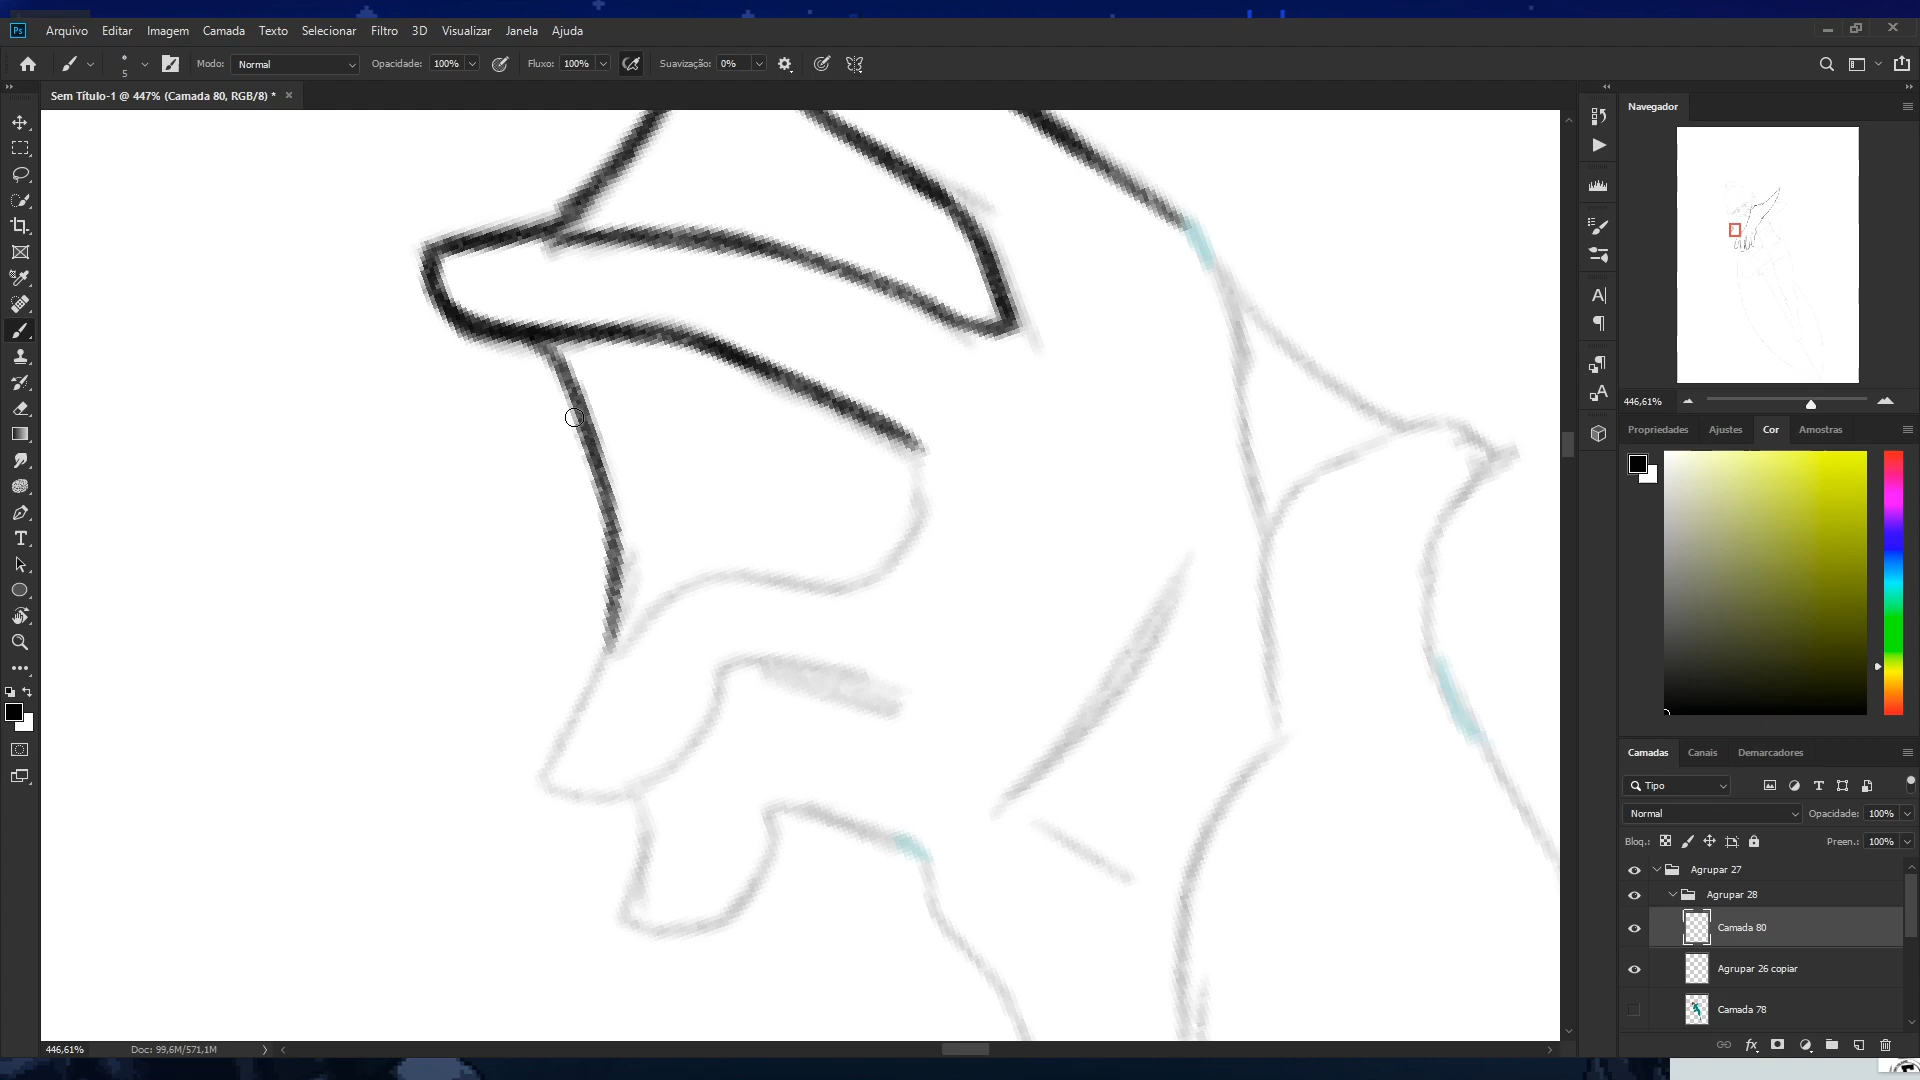 Ps Arquivo Editar Imagem Camada Texto Selecionar Filtro 3D Visualizar Janela Ajuda
5 Modo: Normal Opacidade: 100% Fluxo: 100% Suavização: 0%
Sem Título-1 @ 447% (Camada 80, RGB/8) *
Navegador
446,61%
Propriedades Ajustes Cor Amostras
Camadas Canais Demarcadores
Tipo
Normal Opacidade: 100%
Bloq.: Preen.: 100%
Agrupar 27
Agrupar 28
Camada 80
Agrupar 26 copiar
Camada 78
446,61% Doc: 99,6M/571,1M